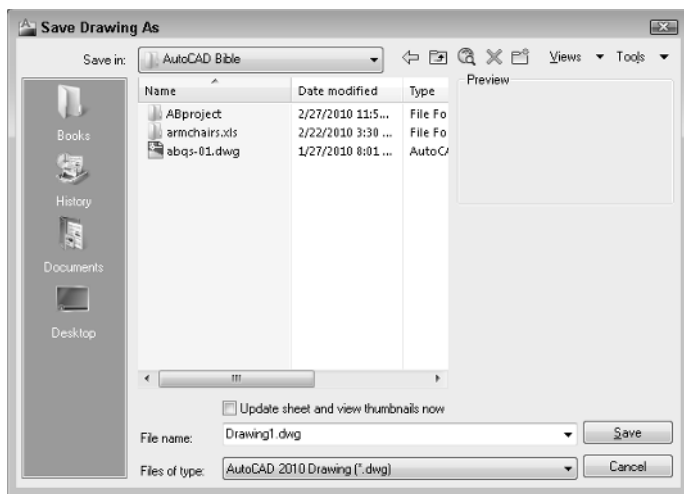 Save Drawing As
Save in: AutoCAD Bible Views Tools
Name Date modified Type Preview
ABproject 2/27/2010 11:5... File Fo
armchairs.xls 2/22/2010 3:30 ... File Fo
abqs-01.dwg 1/27/2010 8:01 ... AutoCA
Books
History
Documents
Desktop
Update sheet and view thumbnails now
File name: Drawing1.dwg Save
Files of type: AutoCAD 2010 Drawing (*.dwg) Cancel